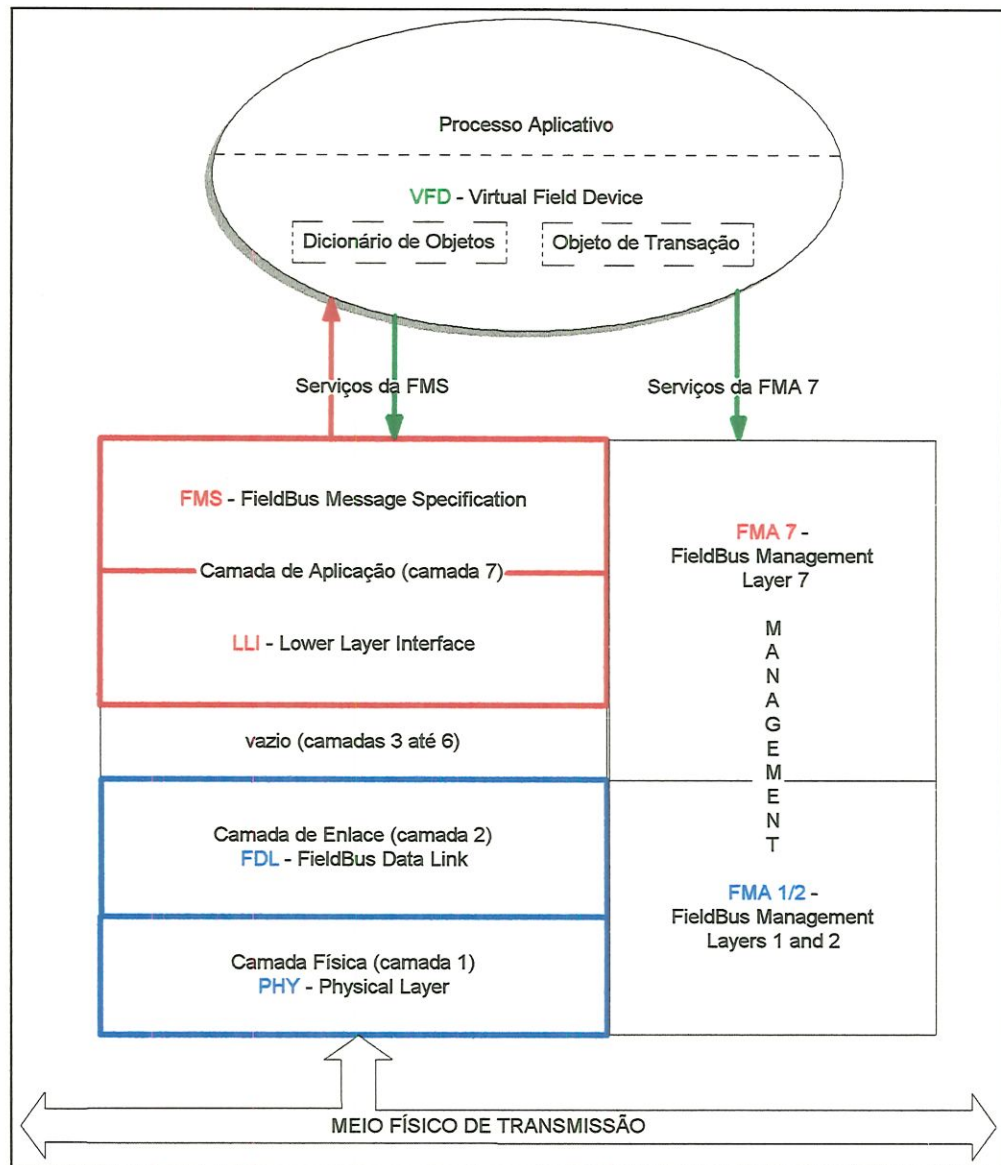 Processo Aplicativo
VFD - Virtual Field Device
Dicionário de Objetos
Objeto de Transação
Serviços da FMS
Serviços da FMA 7
FMS - FieldBus Message Specification
Camada de Aplicação (camada 7)
LLI - Lower Layer Interface
vazio (camadas 3 até 6)
Camada de Enlace (camada 2)
FDL - FieldBus Data Link
Camada Física (camada 1)
PHY - Physical Layer
FMA 7 -
FieldBus Management
Layer 7
MANAGEMENT
FMA 1/2 -
FieldBus Management
Layers 1 and 2
MEIO FÍSICO DE TRANSMISSÃO